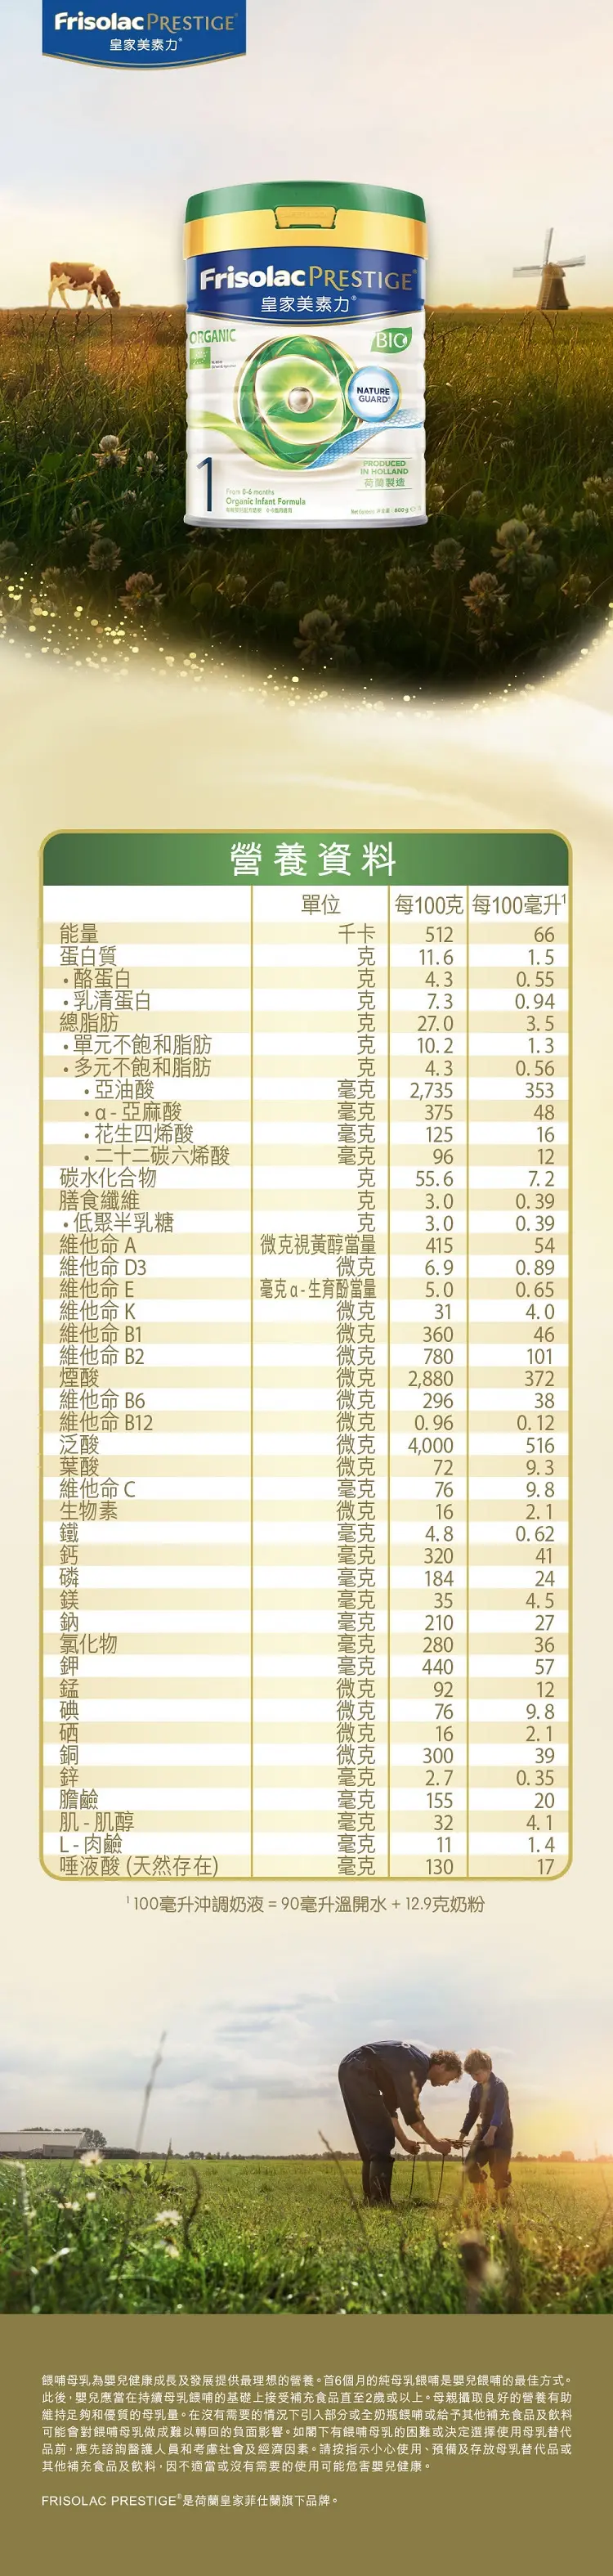 Frisolac PRESTIGE®
皇家美素力®
Frisolac PRESTIGE®
皇家美素力®
ORGANIC
BIO
NATURE
GUARD®
PRODUCED
IN HOLLAND
荷蘭製造
1
From 0-6 months
Organic Infant Formula
營養資料
單位 每100克 每100毫升¹
能量 千卡 512 66
蛋白質 克 11.6 1.5
•酪蛋白 克 4.3 0.55
•乳清蛋白 克 7.3 0.94
總脂肪 克 27.0 3.5
•單元不飽和脂肪 克 10.2 1.3
•多元不飽和脂肪 克 4.3 0.56
•亞油酸 毫克 2,735 353
•α-亞麻酸 毫克 375 48
•花生四烯酸 毫克 125 16
•二十二碳六烯酸 毫克 96 12
碳水化合物 克 55.6 7.2
膳食纖維 克 3.0 0.39
•低聚半乳糖 克 3.0 0.39
維他命 A 微克視黃醇當量 415 54
維他命 D3 微克 6.9 0.89
維他命 E 毫克α-生育酚當量 5.0 0.65
維他命 K 微克 31 4.0
維他命 B1 微克 360 46
維他命 B2 微克 780 101
煙酸 微克 2,880 372
維他命 B6 微克 296 38
維他命 B12 微克 0.96 0.12
泛酸 微克 4,000 516
葉酸 微克 72 9.3
維他命 C 毫克 76 9.8
生物素 微克 16 2.1
鐵 毫克 4.8 0.62
鈣 毫克 320 41
磷 毫克 184 24
鎂 毫克 35 4.5
鈉 毫克 210 27
氯化物 毫克 280 36
鉀 毫克 440 57
錳 微克 92 12
碘 微克 76 9.8
硒 微克 16 2.1
銅 微克 300 39
鋅 毫克 2.7 0.35
膽鹼 毫克 155 20
肌-肌醇 毫克 32 4.1
L-肉鹼 毫克 11 1.4
唾液酸 (天然存在) 毫克 130 17
¹100毫升沖調奶液 = 90毫升溫開水 + 12.9克奶粉
餵哺母乳為嬰兒健康成長及發展提供最理想的營養。首6個月的純母乳餵哺是嬰兒餵哺的最佳方式。
此後，嬰兒應當在持續母乳餵哺的基礎上接受補充食品直至2歲或以上。母親攝取良好的營養有助
維持足夠和優質的母乳量。在沒有需要的情況下引入部分或全奶瓶餵哺或給予其他補充食品及飲料
可能會對餵哺母乳做成難以轉回的負面影響。如閣下有餵哺母乳的困難或決定選擇使用母乳替代
品前，應先諮詢醫護人員和考慮社會及經濟因素。請按指示小心使用、預備及存放母乳替代品或
其他補充食品及飲料，因不適當或沒有需要的使用可能危害嬰兒健康。
FRISOLAC PRESTIGE®是荷蘭皇家菲仕蘭旗下品牌。